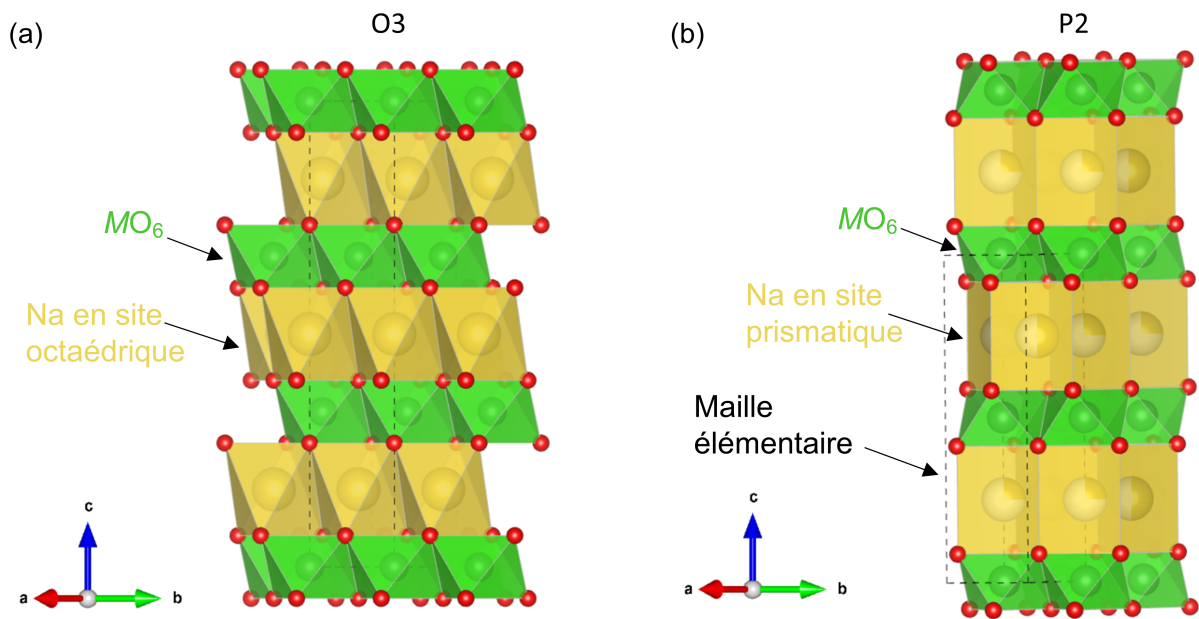 (a)
O3
MO₆
Na en site
octaédrique
c
a
b
(b)
P2
MO₆
Na en site
prismatique
Maille
élémentaire
c
a
b